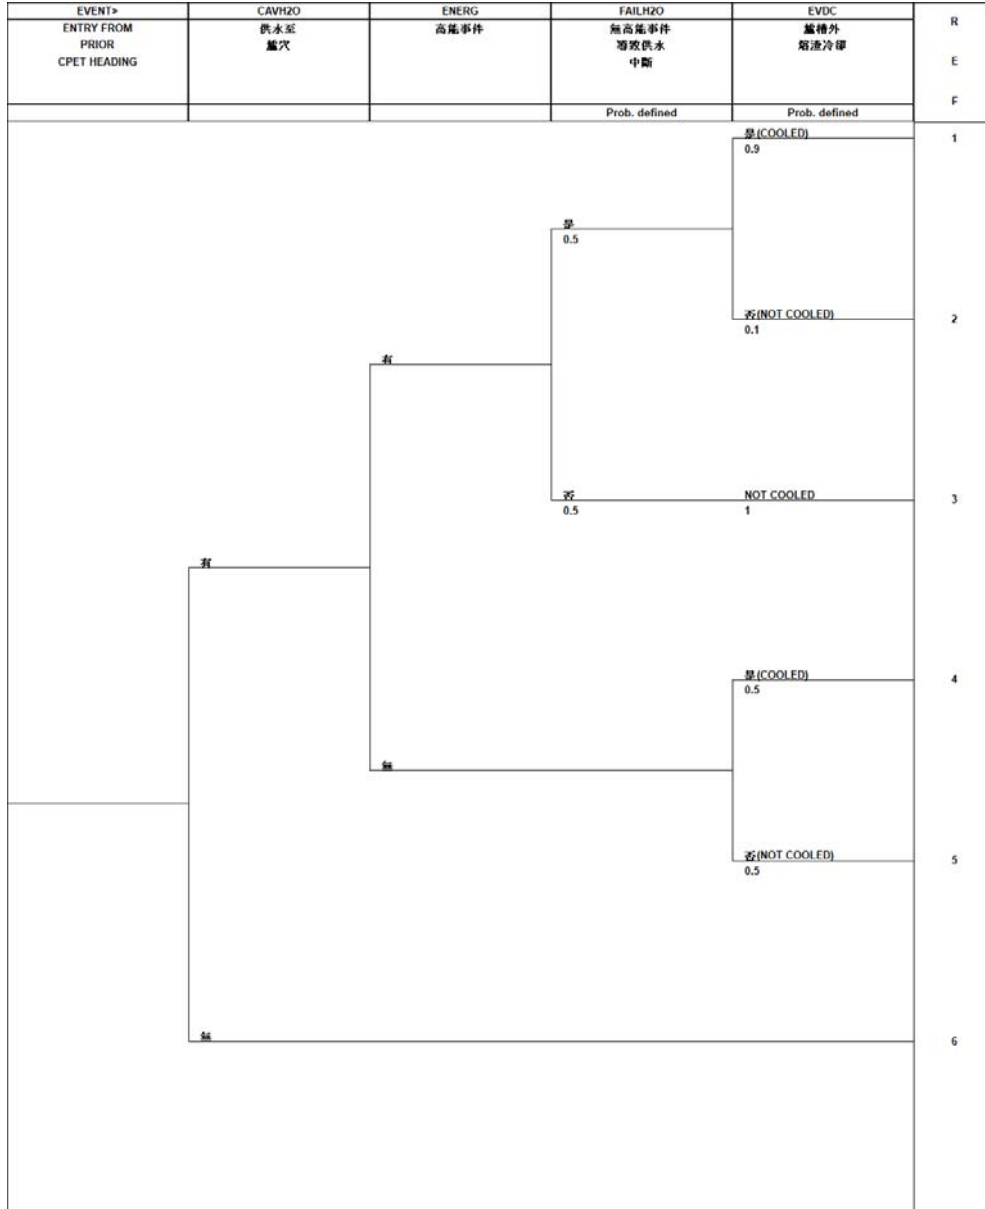 EVENT> CAVH2O ENERG FAILH2O EVDC R
ENTRY FROM 供水至 高能事件 無高能事件 爐槽外
PRIOR 爐穴 導致供水 熔渣冷卻
CPET HEADING 中斷 E
F
Prob. defined Prob. defined
是(COOLED) 1
0.9
是
0.5
否(NOT COOLED) 2
0.1
有
否 NOT COOLED 3
0.5 1
有
是(COOLED) 4
0.5
無
否(NOT COOLED) 5
0.5
無 6